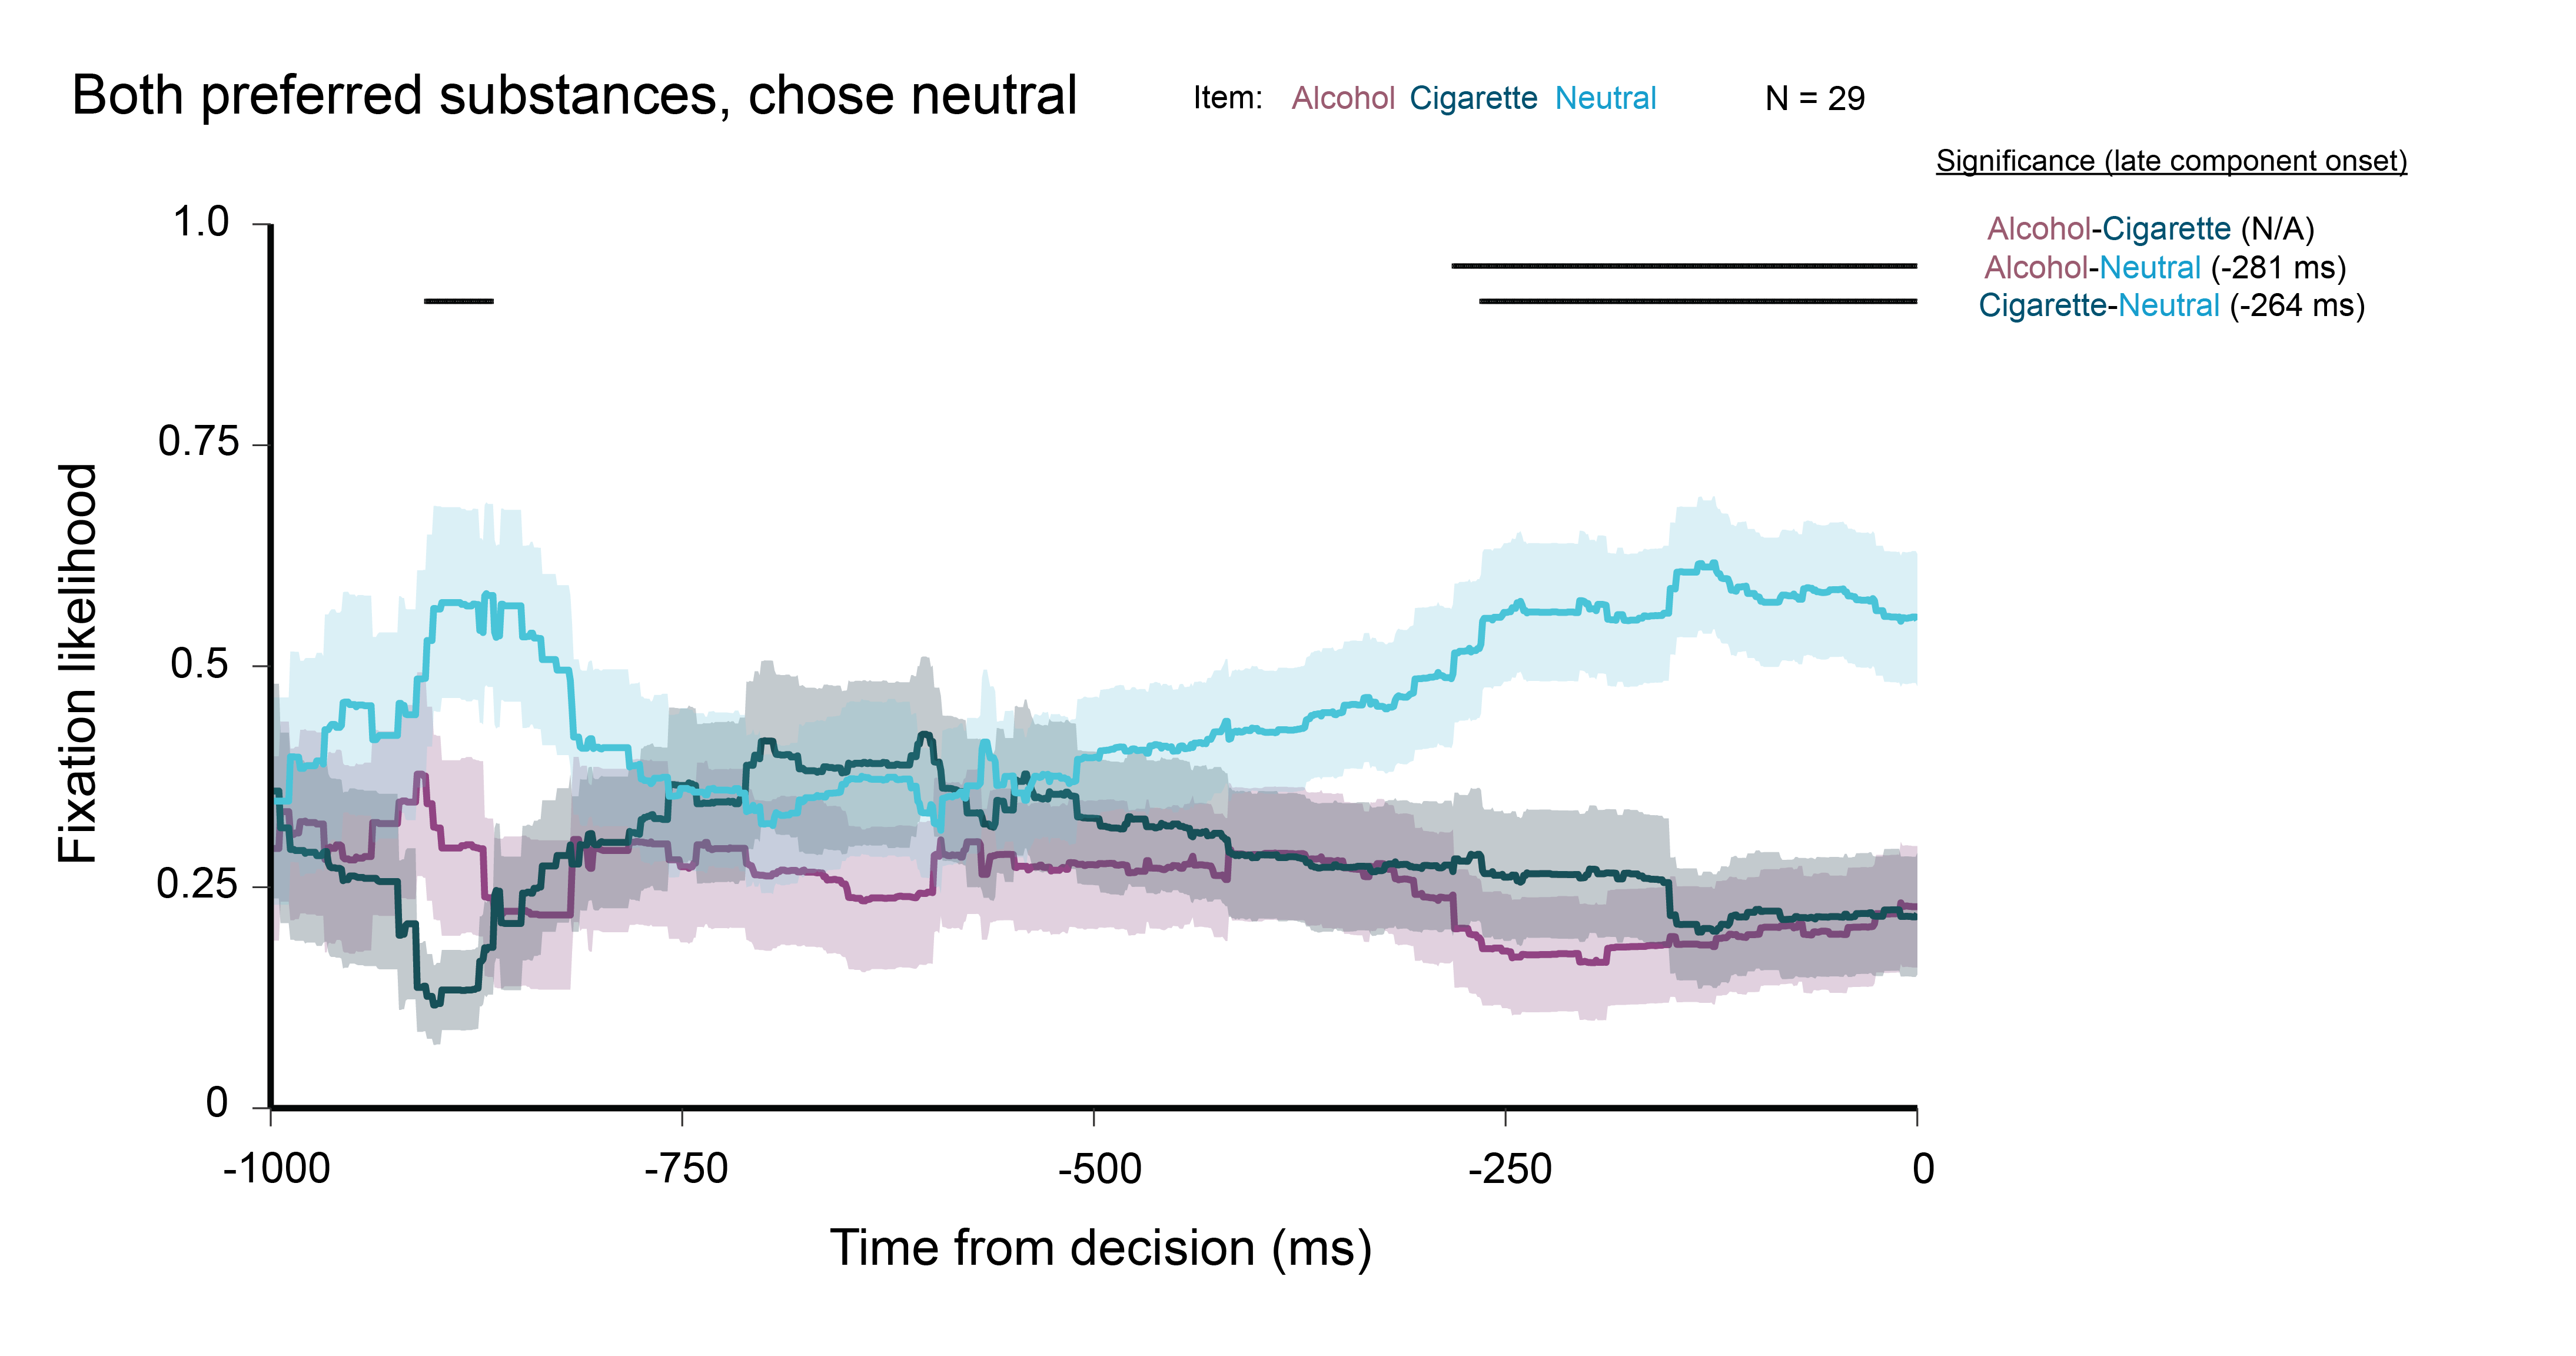 Both preferred substances, chose neutral
Item: Alcohol Cigarette Neutral
N = 29
Significance (late component onset)
Alcohol-Cigarette (N/A)
Alcohol-Neutral (-281 ms)
Cigarette-Neutral (-264 ms)
1.0
0.75
0.5
0.25
0
Fixation likelihood
-1000
-750
-500
-250
0
Time from decision (ms)